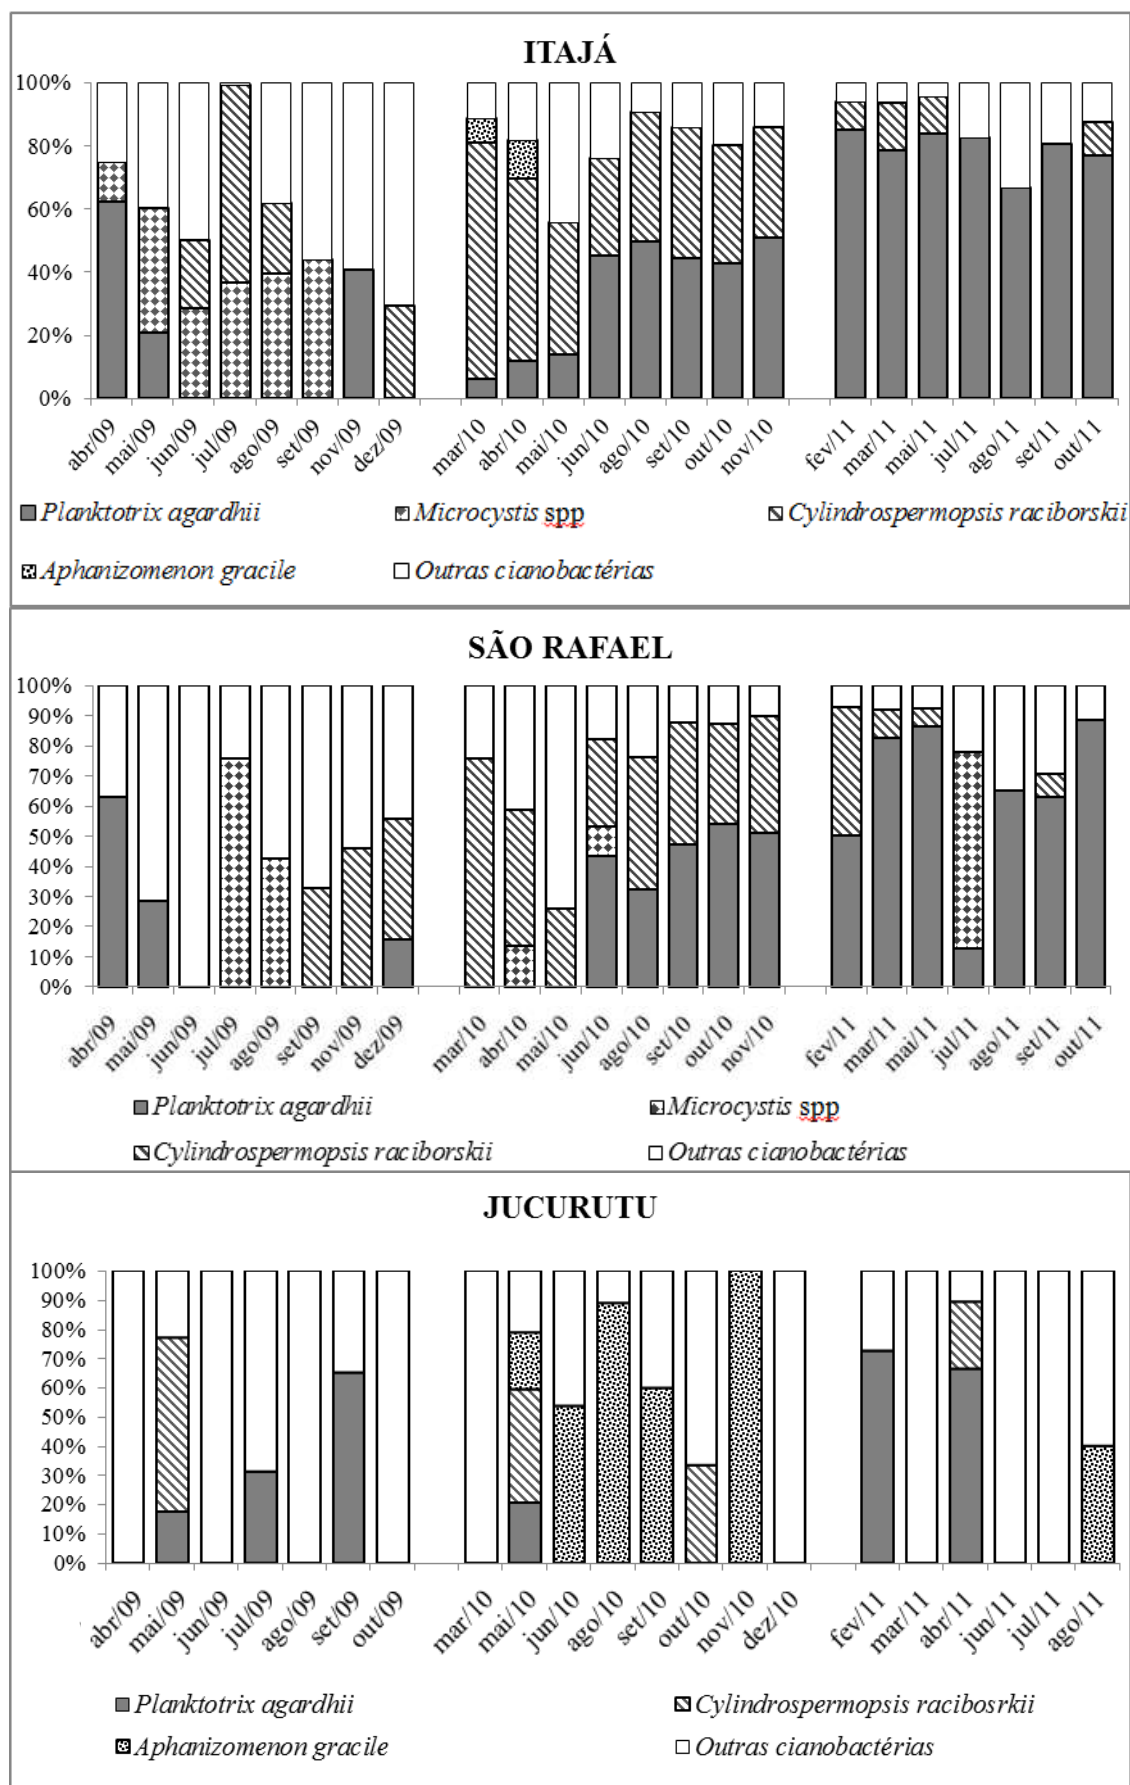 ITAJÁ
100%
80%
60%
40%
20%
0%
abr/09 mai/09 jun/09 jul/09 ago/09 set/09 nov/09 dez/09 mar/10 abr/10 mai/10 jun/10 ago/10 set/10 out/10 nov/10 fev/11 mar/11 mai/11 jul/11 ago/11 set/11 out/11
Planktotrix agardhii Microcystis spp Cylindrospermopsis raciborskii
Aphanizomenon gracile Outras cianobactérias
SÃO RAFAEL
100%
90%
80%
70%
60%
50%
40%
30%
20%
10%
0%
abr/09 mai/09 jun/09 jul/09 ago/09 set/09 nov/09 dez/09 mar/10 abr/10 mai/10 jun/10 ago/10 set/10 out/10 nov/10 fev/11 mar/11 mai/11 jul/11 ago/11 set/11 out/11
Planktotrix agardhii Microcystis spp
Cylindrospermopsis raciborskii Outras cianobactérias
JUCURUTU
100%
90%
80%
70%
60%
50%
40%
30%
20%
10%
0%
abr/09 mai/09 jun/09 jul/09 ago/09 set/09 out/09 mar/10 mai/10 jun/10 ago/10 set/10 out/10 nov/10 dez/10 fev/11 mar/11 abr/11 jun/11 jul/11 ago/11
Planktotrix agardhii Cylindrospermopsis racibosrkii
Aphanizomenon gracile Outras cianobactérias